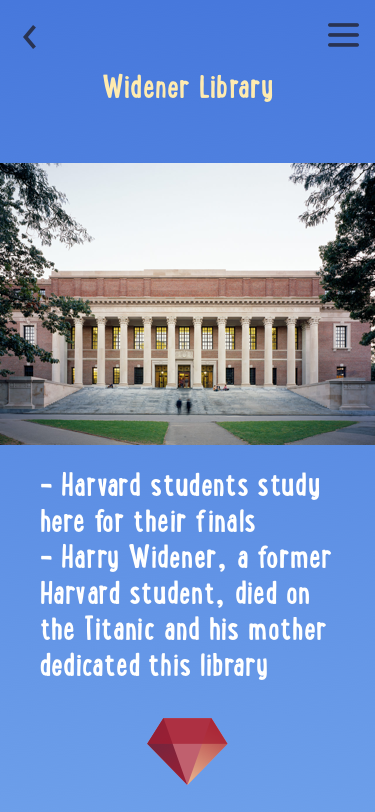 Widener Library
- Harvard students study
here for their finals
- Harry Widener, a former
Harvard student, died on
the Titanic and his mother
dedicated this library